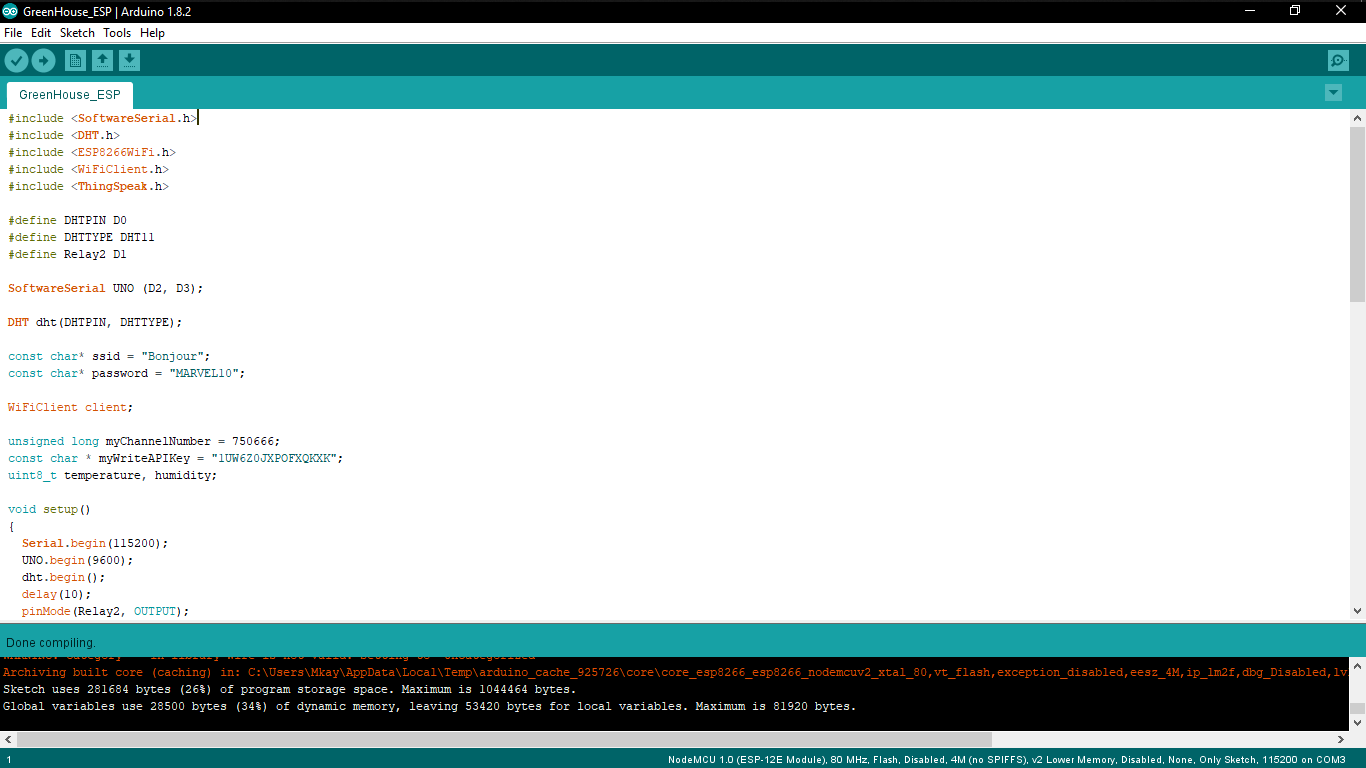 GreenHouse_ESP | Arduino 1.8.2
File Edit Sketch Tools Help
GreenHouse_ESP
#include <SoftwareSerial.h>
#include <DHT.h>
#include <ESP8266WiFi.h>
#include <WiFiClient.h>
#include <ThingSpeak.h>
#define DHTPIN D0
#define DHTTYPE DHT11
#define Relay2 D1
SoftwareSerial UNO (D2, D3);
DHT dht(DHTPIN, DHTTYPE);
const char* ssid = "Bonjour";
const char* password = "MARVEL10";
WiFiClient client;
unsigned long myChannelNumber = 750666;
const char * myWriteAPIKey = "1UW6Z0JXPOFXQKXK";
uint8_t temperature, humidity;
void setup()
{
Serial.begin(115200);
UNO.begin(9600);
dht.begin();
delay(10);
pinMode(Relay2, OUTPUT);
Done compiling.
Archiving built core (caching) in: C:\Users\Mkay\AppData\Local\Temp\arduino_cache_925726\core\core_esp8266_esp8266_nodemcuv2_xtal_80,vt_flash,exception_disabled,eesz_4M,ip_lm2f,dbg_Disabled,lv
Sketch uses 281684 bytes (26%) of program storage space. Maximum is 1044464 bytes.
Global variables use 28500 bytes (34%) of dynamic memory, leaving 53420 bytes for local variables. Maximum is 81920 bytes.
1 NodeMCU 1.0 (ESP-12E Module), 80 MHz, Flash, Disabled, 4M (no SPIFFS), v2 Lower Memory, Disabled, None, Only Sketch, 115200 on COM3